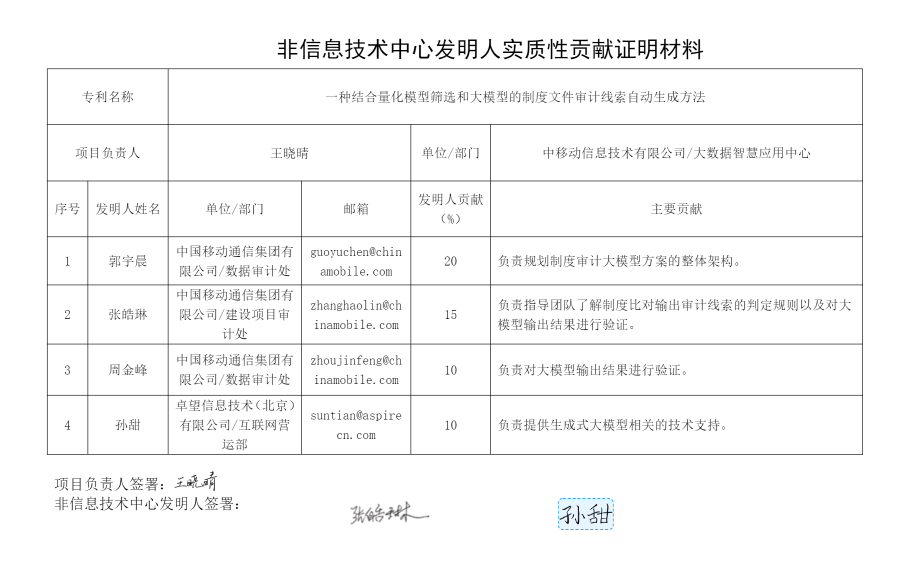 非信息技术中心发明人实质性贡献证明材料
专利名称 一种结合量化模型筛选和大模型的制度文件审计线索自动生成方法
项目负责人 王晓晴 单位/部门 中移动信息技术有限公司/大数据智慧应用中心
序号 发明人姓名 单位/部门 邮箱 发明人贡献
(%) 主要贡献
1 郭宇晨 中国移动通信集团有
限公司/数据审计处 guoyuchen@chin
amobile.com 20 负责规划制度审计大模型方案的整体架构。
2 张皓琳 中国移动通信集团有
限公司/建设项目审
计处 zhanghaolin@ch
inamobile.com 15 负责指导团队了解制度比对输出审计线索的判定规则以及对大
模型输出结果进行验证。
3 周金峰 中国移动通信集团有
限公司/数据审计处 zhoujinfeng@ch
inamobile.com 10 负责对大模型输出结果进行验证。
4 孙甜 卓望信息技术(北京)
有限公司/互联网营
运部 suntian@aspire
cn.com 10 负责提供生成式大模型相关的技术支持。
项目负责人签署：王晓晴
非信息技术中心发明人签署：
张皓琳 孙甜